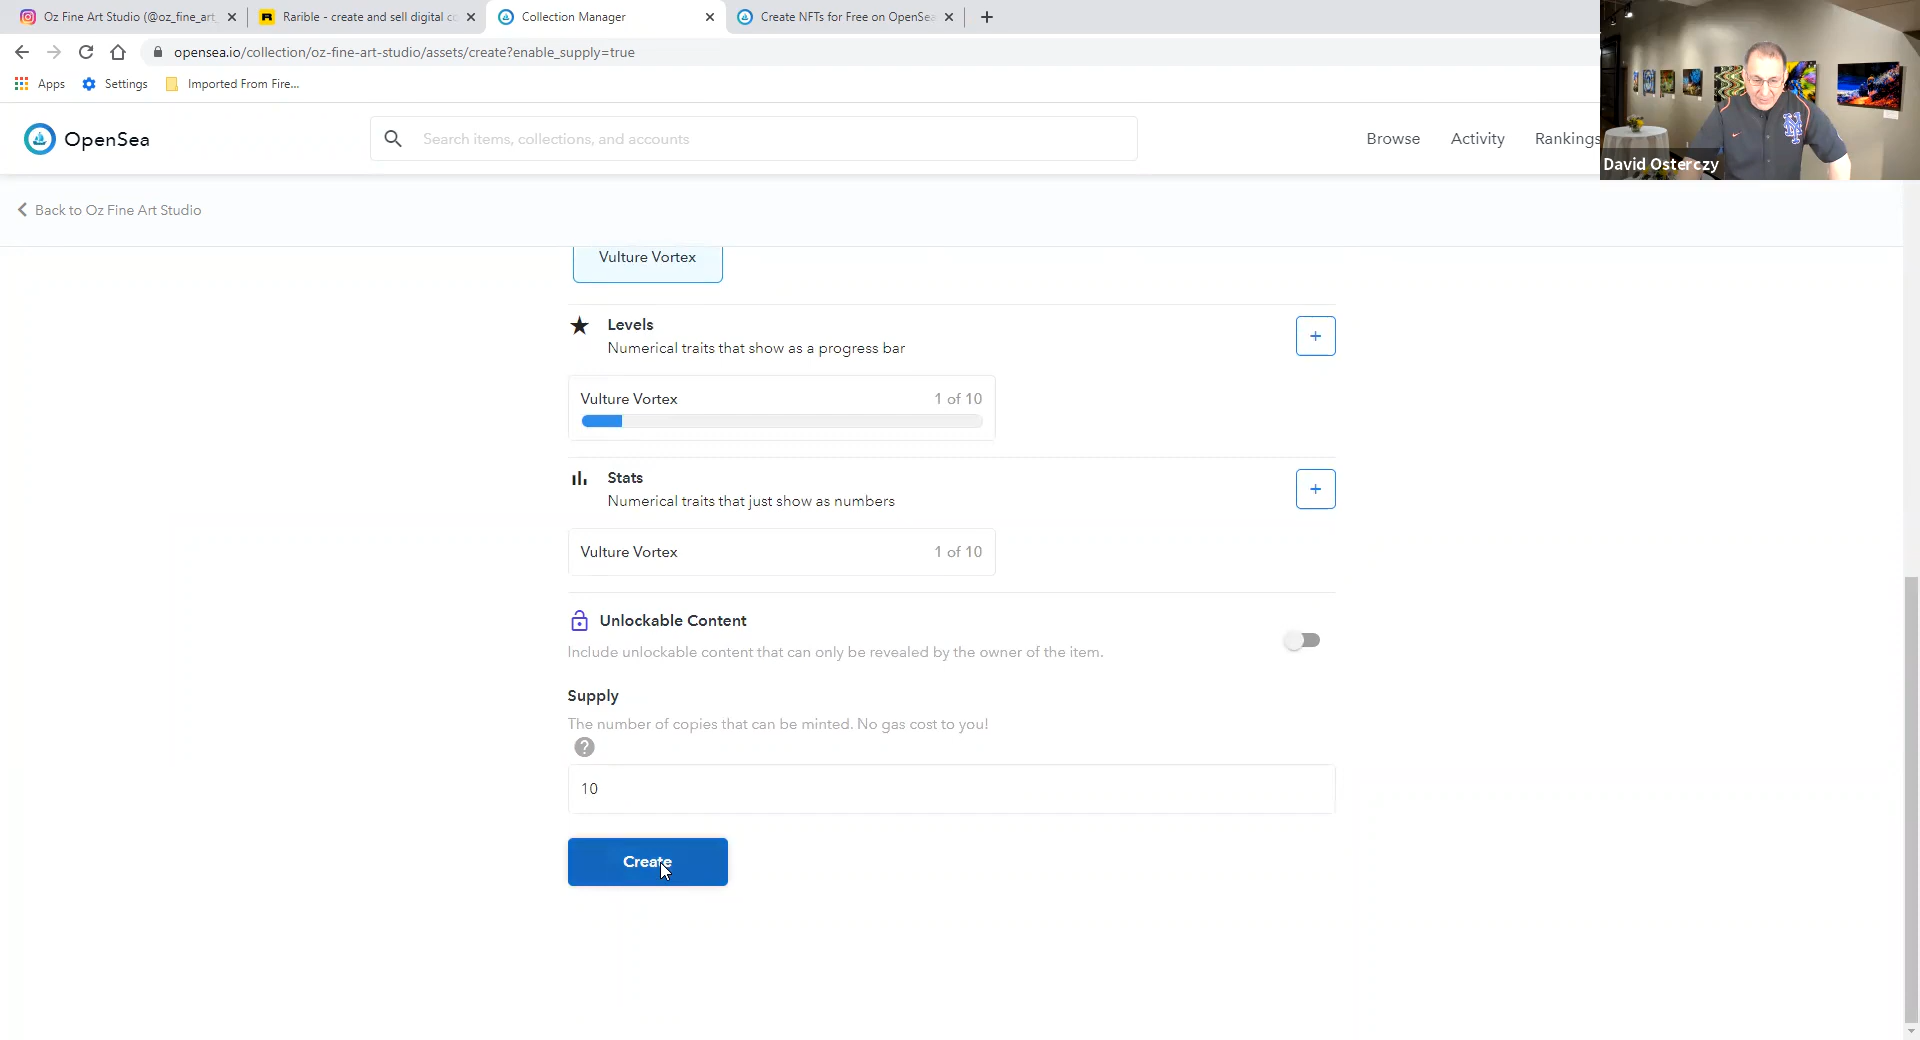 Oz Fine Art Studio (@oz_fine_art_
Rarible - create and sell digital co
Collection Manager
Create NFTs for Free on OpenSea
opensea.io/collection/oz-fine-art-studio/assets/create?enable_supply=true
Apps
Settings
Imported From Fire...
OpenSea
Search items, collections, and accounts
Browse
Activity
Rankings
David Osterczy
Back to Oz Fine Art Studio
Vulture Vortex
Levels
Numerical traits that show as a progress bar
+
Vulture Vortex
1 of 10
Stats
Numerical traits that just show as numbers
+
Vulture Vortex
1 of 10
Unlockable Content
Include unlockable content that can only be revealed by the owner of the item.
Supply
The number of copies that can be minted. No gas cost to you!
?
10
Create